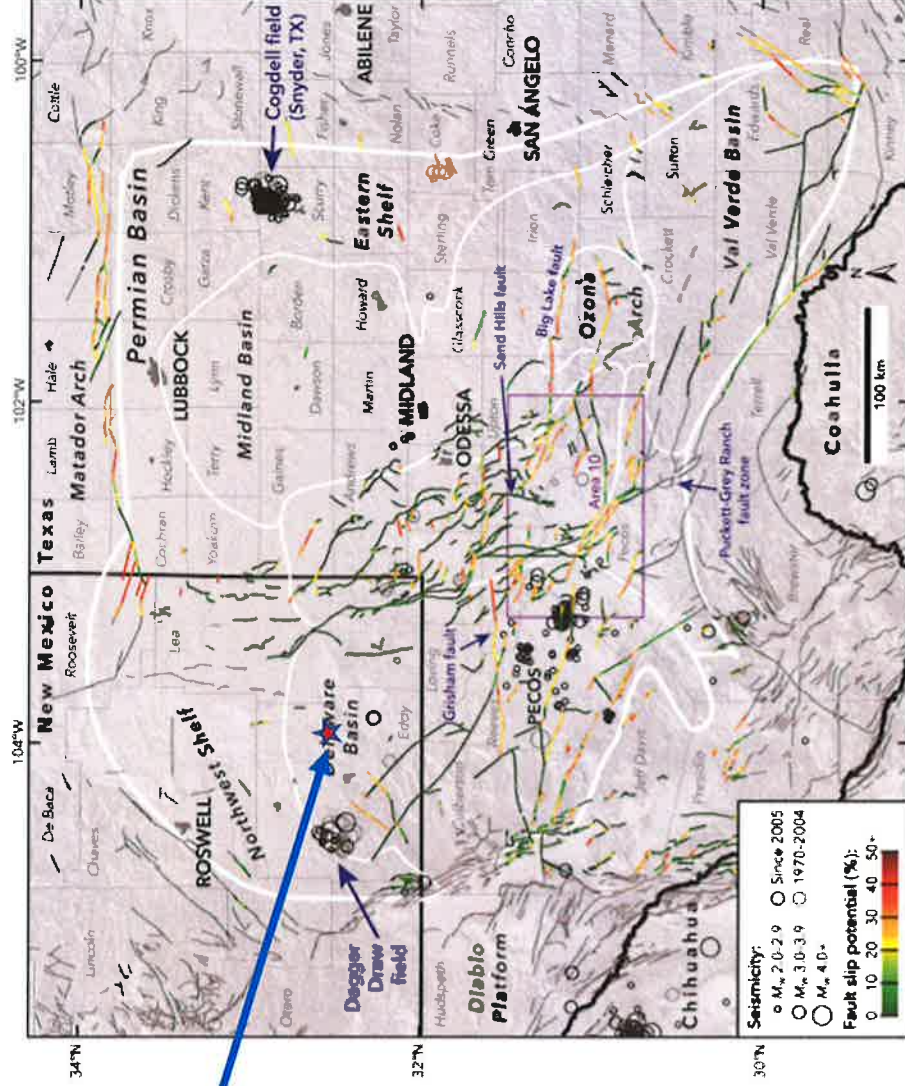 104°W
102°W
100°W
34°N
32°N
30°N
New Mexico
Texas
De Baca
Roosevelt
Chaves
Lincoln
Otero
Lea
Eddy
ROSWELL
Northwest Shelf
Basin
Dagger
Draw
field
Bailey
Lamb
Hale
Cottle
Motley
Knox
King
Matador Arch
Permian Basin
Cochran
Hockley
LUBBOCK
Crosby
Dickens
Yoakum
Terry
Lynn
Garza
Kent
Stonewall
Midland Basin
Gaines
Dawson
Borden
Scurry
Fisher
Jones
Cogdell field
(Snyder, TX)
ABILENE
Taylor
Nolan
Andrews
Martin
Howard
Eastern
Shelf
MIDLAND
ODESSA
Glasscock
Sterling
Coke
Runnels
Tom
Green
Concho
SAN ANGELO
Menard
Irion
Schleicher
Sutton
Kimble
Edwards
Real
Kinney
Crockett
Val Verde
Val Verde Basin
Sand Hills fault
Big Lake fault
Ozona
Arch
Upton
Area 10
Pecos
Puckett-Grey Ranch
fault zone
Terrell
Brewster
Grisham fault
Loving
PECOS
Reeves
Culberson
Jeff Davis
Presidio
Hudspeth
Diablo
Platform
Chihuahua
Coahuila
N
100 km
Seismicity:
Mw 2.0-2.9
Mw 3.0-3.9
Mw 4.0+
Since 2005
1970-2004
Fault slip potential (%):
0 10 20 30 40 50+